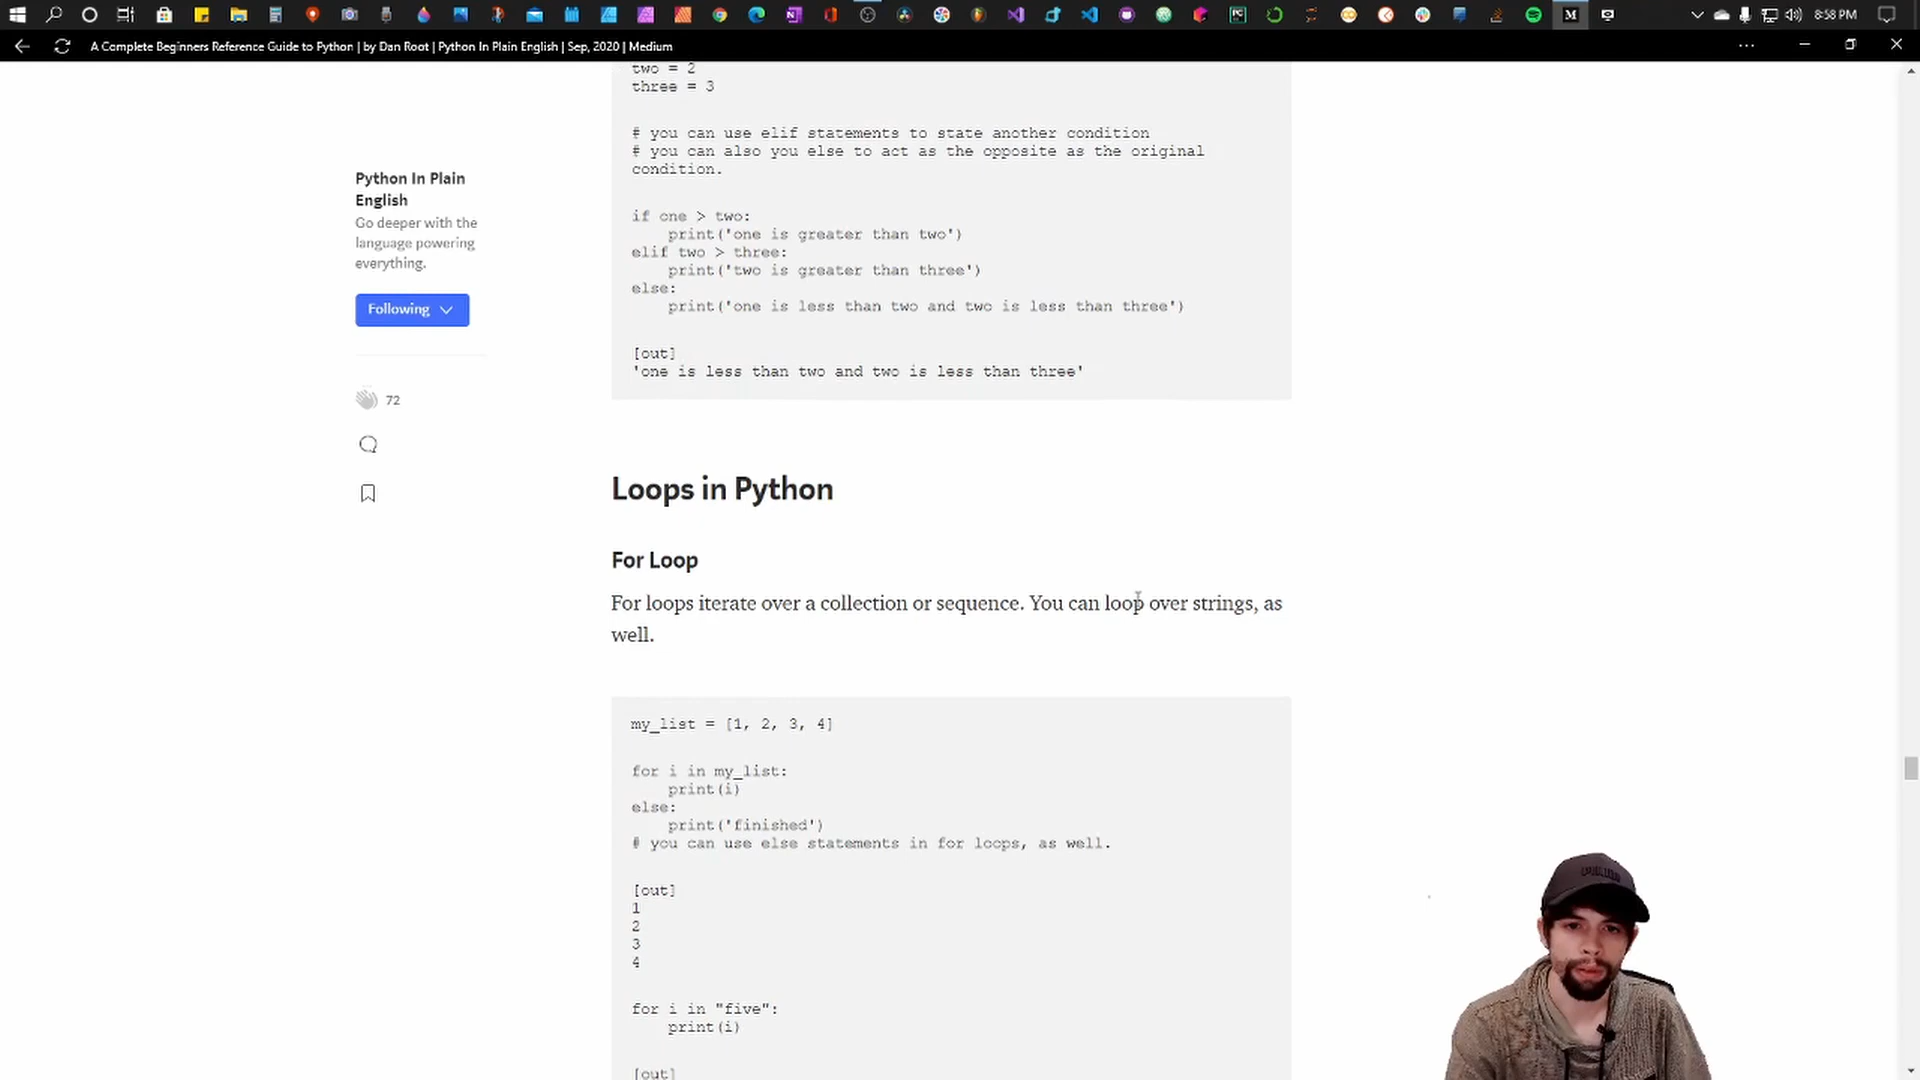 8:58 PM
A Complete Beginners Reference Guide to Python | by Dan Root | Python In Plain English | Sep, 2020 | Medium
two = 2
three = 3
# you can use elif statements to state another condition
# you can also you else to act as the opposite as the original
condition.
if one > two:
    print('one is greater than two')
elif two > three:
    print('two is greater than three')
else:
    print('one is less than two and two is less than three')
[out]
'one is less than two and two is less than three'
Python In Plain
English
Go deeper with the
language powering
everything.
Following
72
Loops in Python
For Loop
For loops iterate over a collection or sequence. You can loop over strings, as
well.
my_list = [1, 2, 3, 4]
for i in my_list:
    print(i)
else:
    print('finished')
# you can use else statements in for loops, as well.
[out]
1
2
3
4
for i in "five":
    print(i)
[out]